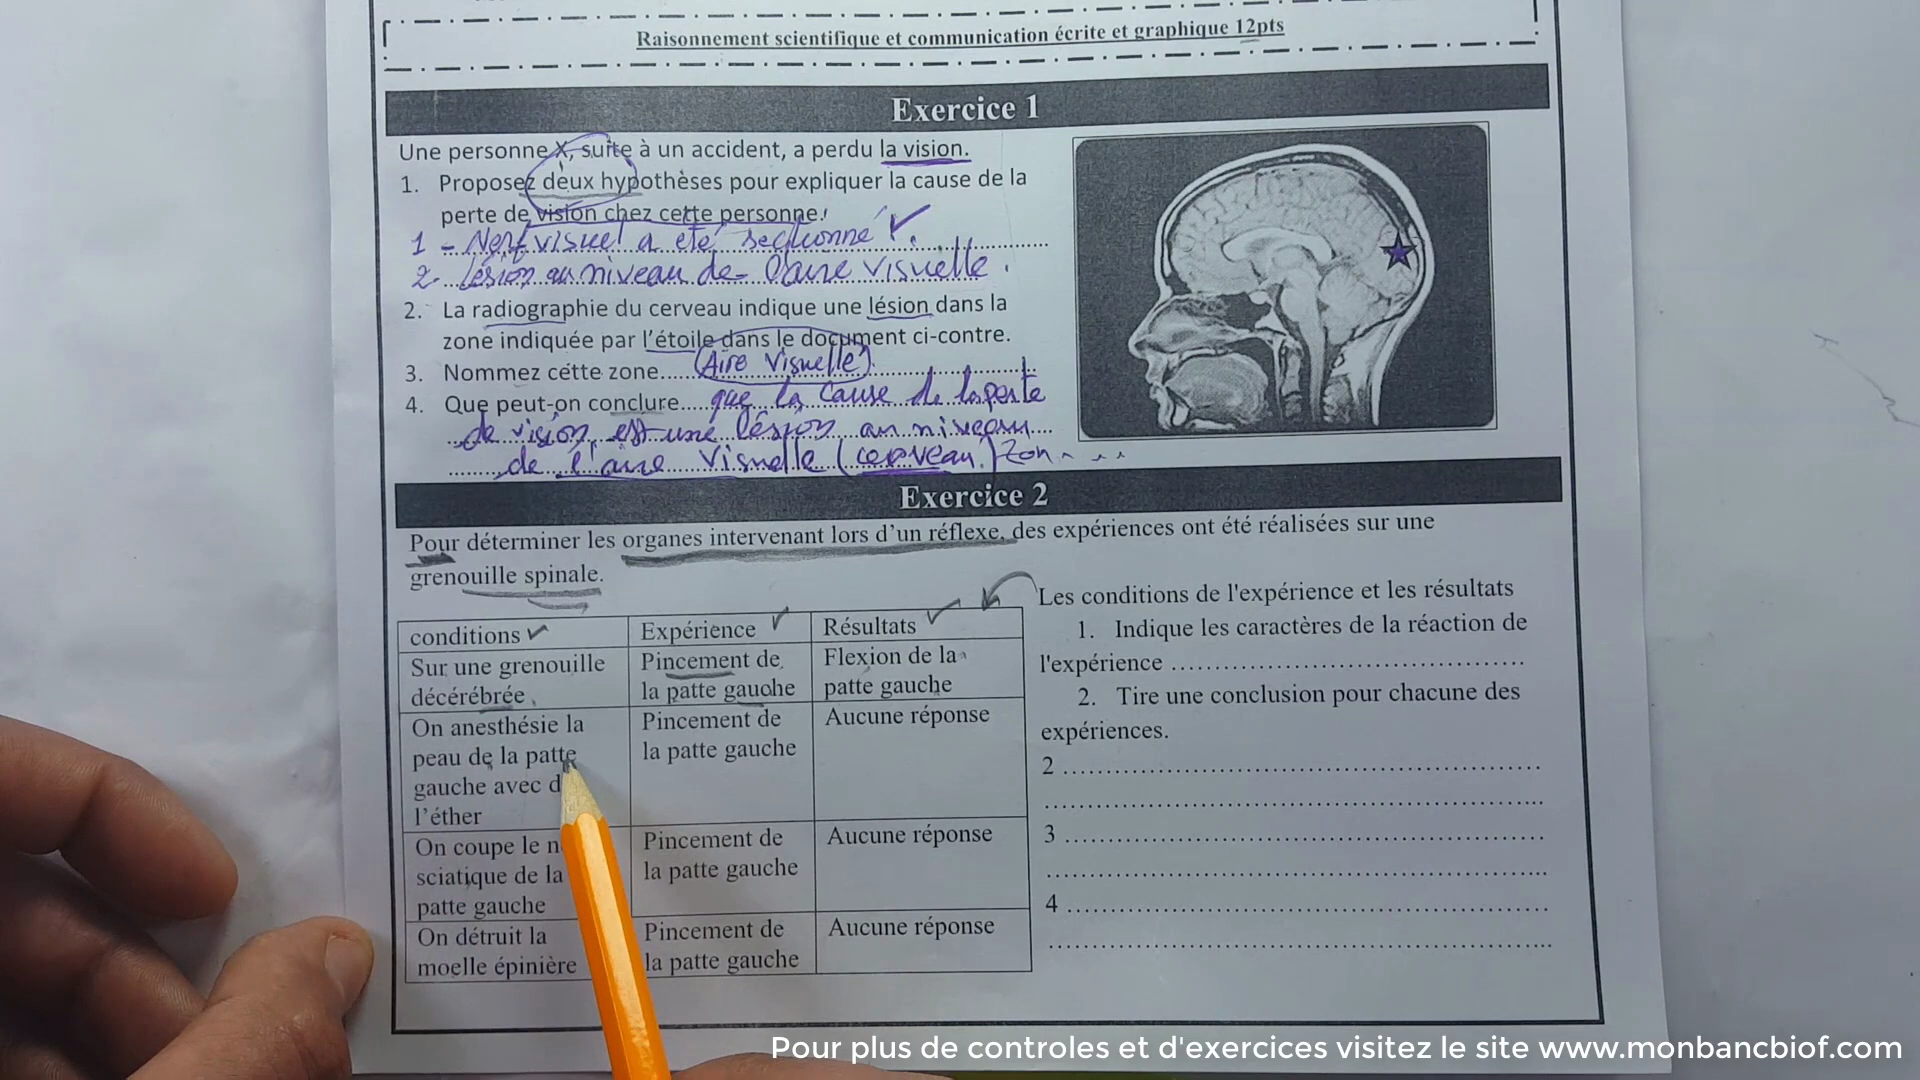 Raisonnement scientifique et communication écrite et graphique 12pts
Exercice 1
Une personne X, suite à un accident, a perdu la vision.
1. Proposez deux hypothèses pour expliquer la cause de la
perte de vision chez cette personne.
1 - Nerf visuel a été sectionné
2. Lésion au niveau de l'aire visuelle.
2. La radiographie du cerveau indique une lésion dans la
zone indiquée par l'étoile dans le document ci-contre.
3. Nommez cette zone..... (Aire Visuelle)
4. Que peut-on conclure.... que la cause de la perte
de vision est une lésion au niveau
de l'aire visuelle (cerveau)
Exercice 2
Pour déterminer les organes intervenant lors d'un réflexe, des expériences ont été réalisées sur une
grenouille spinale.
conditions Expérience Résultats
Sur une grenouille Pincement de Flexion de la
décérébrée la patte gauche patte gauche
On anesthésie la Pincement de Aucune réponse
peau de la patte la patte gauche
gauche avec
l'éther
On coupe le Pincement de Aucune réponse
sciatique de la la patte gauche
patte gauche
On détruit la Pincement de Aucune réponse
moelle épinière la patte gauche
Les conditions de l'expérience et les résultats
1. Indique les caractères de la réaction de
l'expérience ....................................
2. Tire une conclusion pour chacune des
expériences.
2 ................................................
3 ................................................
4 ................................................
Pour plus de controles et d'exercices visitez le site www.monbancbiof.com